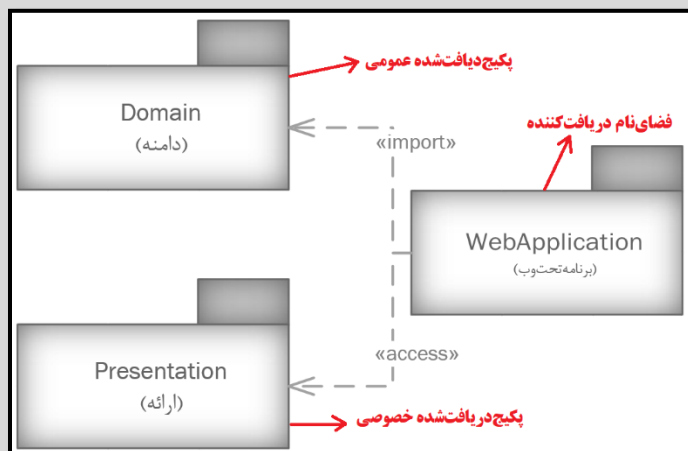 پکیج‌دیافت‌شده عمومی
Domain
(دامنه)
فضای‌نام دریافت‌کننده
«import»
WebApplication
(برنامه‌تحت‌وب)
«access»
Presentation
(ارائه)
پکیج‌دریافت‌شده خصوصی